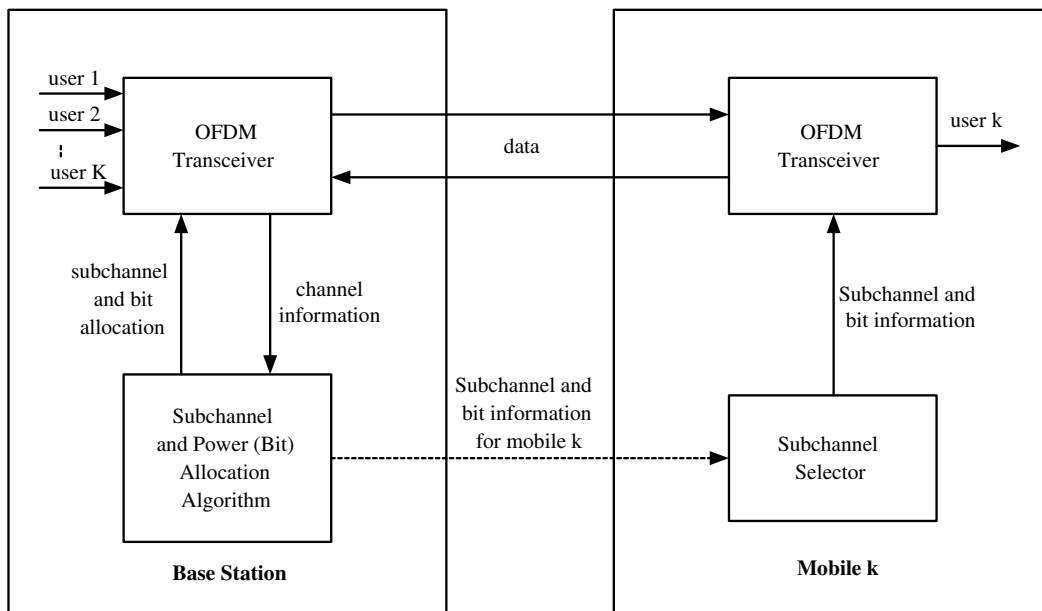 user 1
user 2
user K
OFDM
Transceiver
data
OFDM
Transceiver
user k
subchannel
and bit
allocation
channel
information
Subchannel and
bit information
Subchannel and
bit information
for mobile k
Subchannel
and Power (Bit)
Allocation
Algorithm
Subchannel
Selector
Base Station
Mobile k